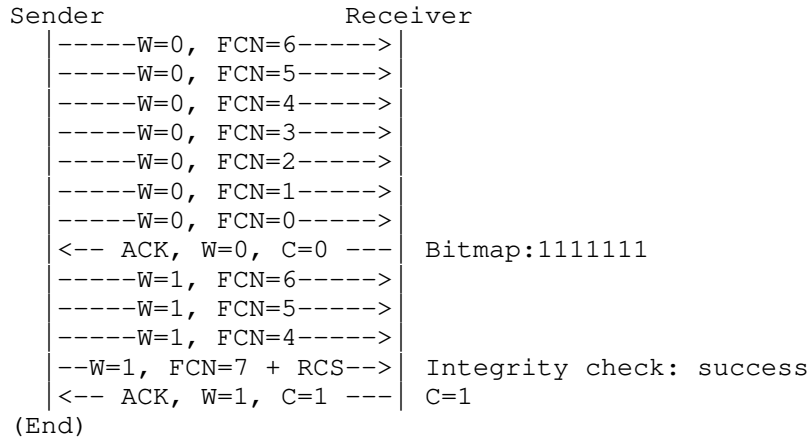 Sender                  Receiver
  |-----W=0, FCN=6----->|
  |-----W=0, FCN=5----->|
  |-----W=0, FCN=4----->|
  |-----W=0, FCN=3----->|
  |-----W=0, FCN=2----->|
  |-----W=0, FCN=1----->|
  |-----W=0, FCN=0----->|
  |<-- ACK, W=0, C=0 ---| Bitmap:1111111
  |-----W=1, FCN=6----->|
  |-----W=1, FCN=5----->|
  |-----W=1, FCN=4----->|
  |--W=1, FCN=7 + RCS-->| Integrity check: success
  |<-- ACK, W=1, C=1 ---| C=1
(End)